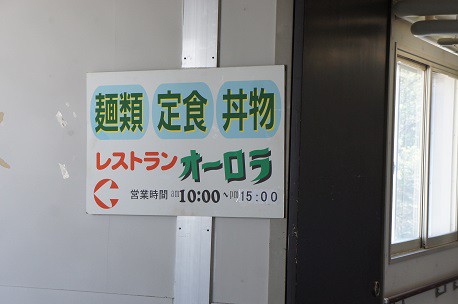 麺類 定食 丼物
レストラン オーロラ
営業時間 am10:00~pm15:00